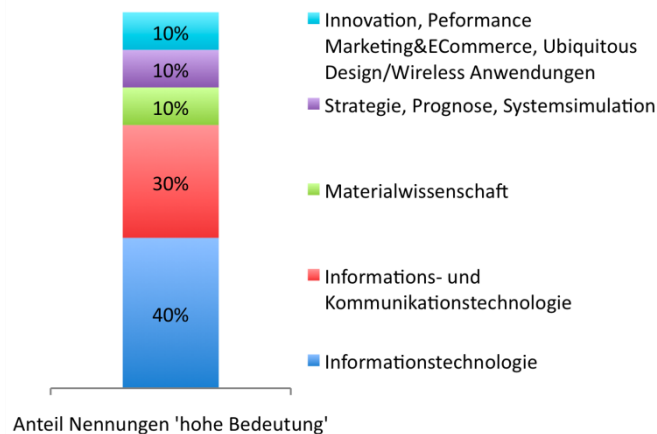 10%
10%
10%
30%
40%
Innovation, Peformance
Marketing&ECommerce, Ubiquitous
Design/Wireless Anwendungen
Strategie, Prognose, Systemsimulation
Materialwissenschaft
Informations- und
Kommunikationstechnologie
Informationstechnologie
Anteil Nennungen 'hohe Bedeutung'